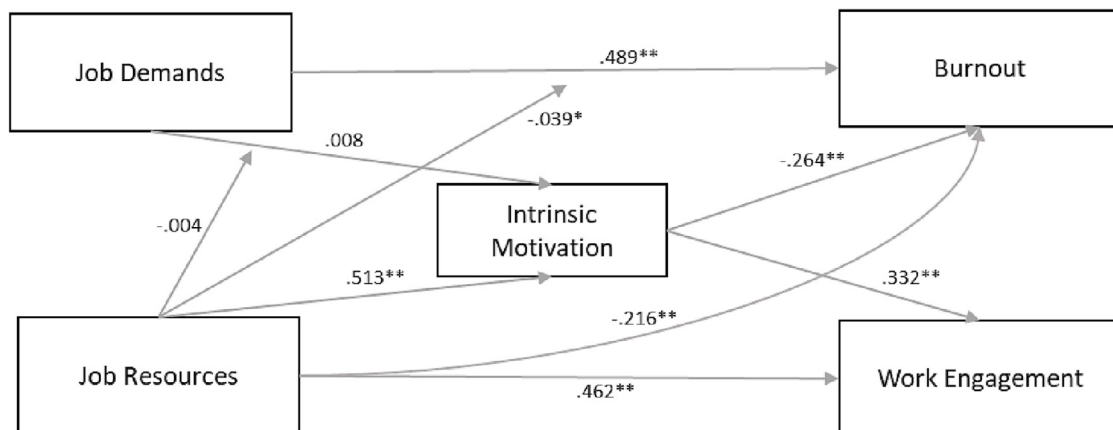 Job Demands
.489**
Burnout
-.039*
.008
-.264**
-.004
Intrinsic
Motivation
.513**
.332**
-.216**
Job Resources
.462**
Work Engagement